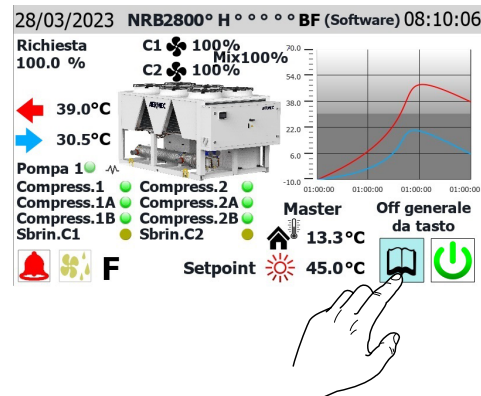 28/03/2023 NRB2800° H ° ° ° ° ° BF (Software) 08:10:06
Richiesta
100.0 %
C1 100%
Mix100%
C2 100%
39.0°C
30.5°C
AERMEC
Pompa 1
Compress.1 Compress.2
Compress.1A Compress.2A
Compress.1B Compress.2B
Sbrin.C1 Sbrin.C2
F
70.0
54.0
38.0
22.0
6.0
-10.0
01:00:00 01:00:00 01:00:00 01:00:00
Master
13.3°C
Setpoint 45.0°C
Off generale
da tasto